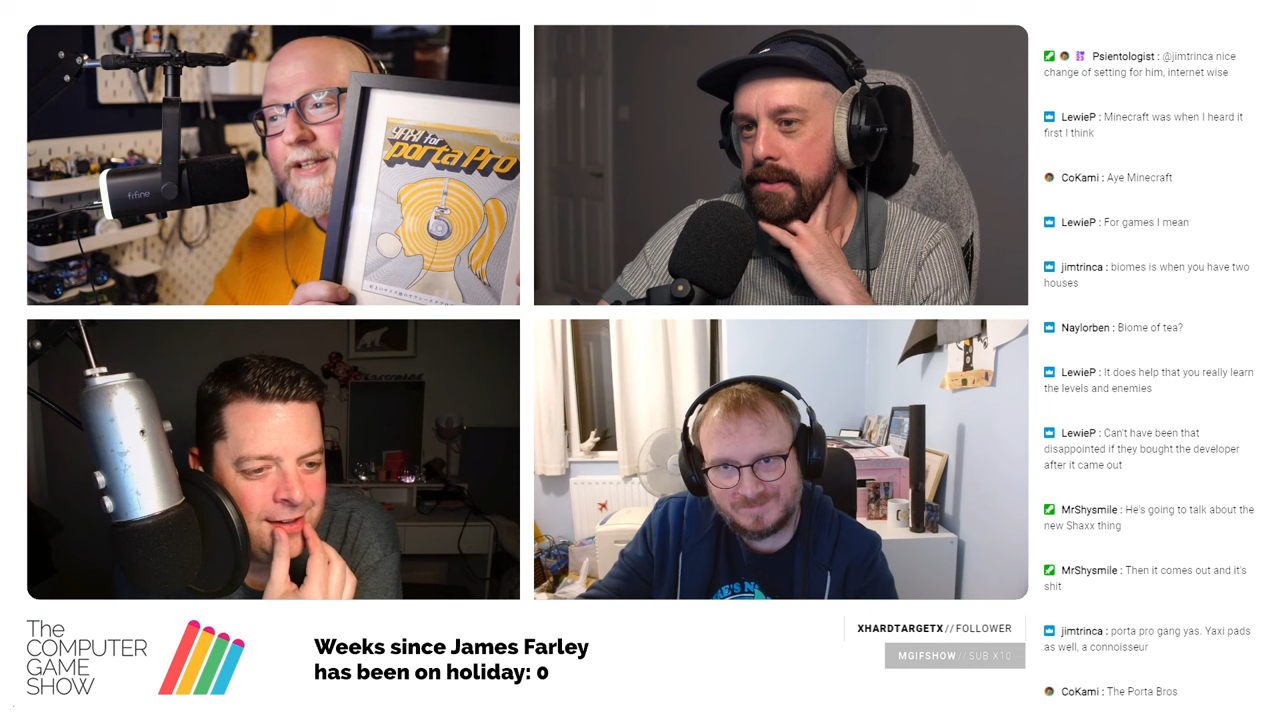 fifine
YAXI for
porta Pro
Psientologist : @jimtrinca nice
change of setting for him, internet wise
LewieP : Minecraft was when I heard it
first I think
CoKami : Aye Minecraft
LewieP : For games I mean
jimtrinca : biomes is when you have two
houses
Naylorben : Biome of tea?
LewieP : It does help that you really learn
the levels and enemies
LewieP : Can't have been that
disappointed if they bought the developer
after it came out
MrShysmile : He's going to talk about the
new Shaxx thing
MrShysmile : Then it comes out and it's
shit
jimtrinca : porta pro gang yas. Yaxi pads
as well, a connoisseur
CoKami : The Porta Bros
The
COMPUTER
GAME
SHOW
Weeks since James Farley
has been on holiday: 0
XHARDTARGETX // FOLLOWER
MGIFSHOW // SUB X10